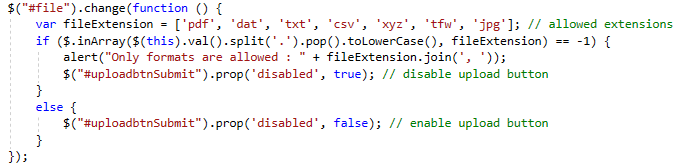 $("#file").change(function () {
    var fileExtension = ['pdf', 'dat', 'txt', 'csv', 'xyz', 'tfw', 'jpg']; // allowed extensions
    if ($.inArray($(this).val().split('.').pop().toLowerCase(), fileExtension) == -1) {
        alert("Only formats are allowed : " + fileExtension.join(', '));
        $("#uploadbtnSubmit").prop('disabled', true); // disable upload button
    }
    else {
        $("#uploadbtnSubmit").prop('disabled', false); // enable upload button
    }
});